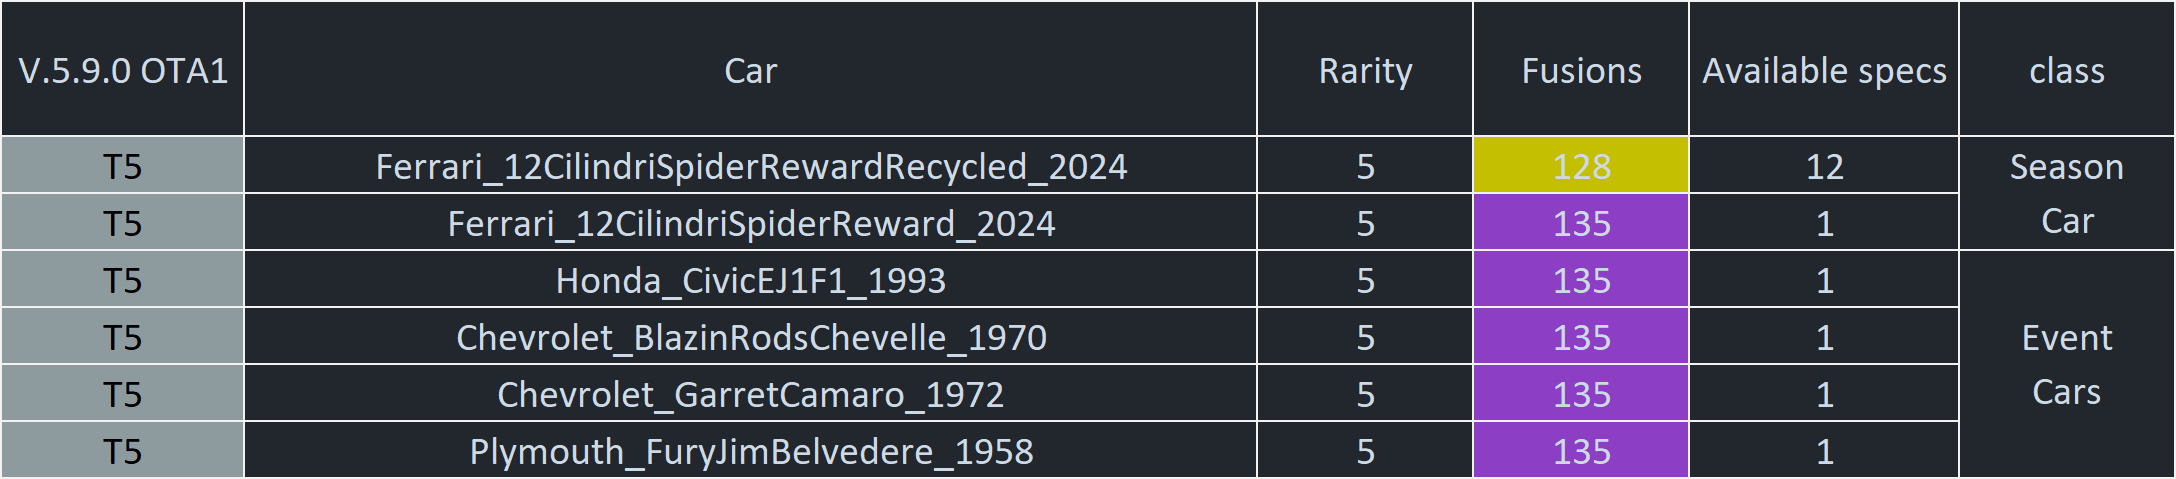 V.5.9.0 OTA1 Car Rarity Fusions Available specs class
T5 Ferrari_12CilindriSpiderRewardRecycled_2024 5 128 12 Season
T5 Ferrari_12CilindriSpiderReward_2024 5 135 1 Car
T5 Honda_CivicEJ1F1_1993 5 135 1
T5 Chevrolet_BlazinRodsChevelle_1970 5 135 1 Event
T5 Chevrolet_GarretCamaro_1972 5 135 1 Cars
T5 Plymouth_FuryJimBelvedere_1958 5 135 1